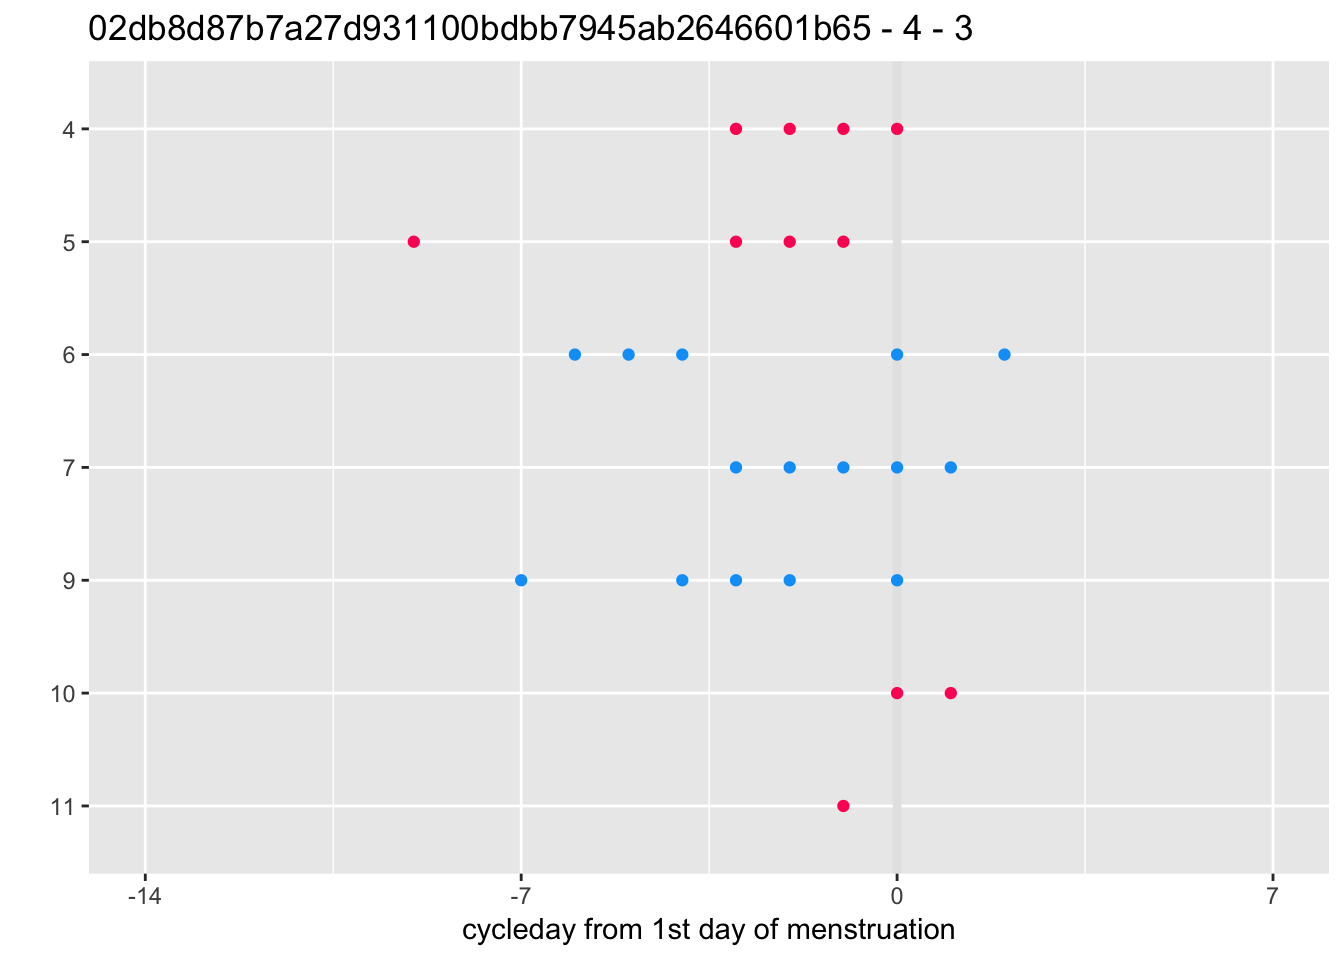 02db8d87b7a27d931100bdbb7945ab2646601b65 - 4 - 3
4
5
6
7
9
10
11
-14 -7 0 7
cycleday from 1st day of menstruation